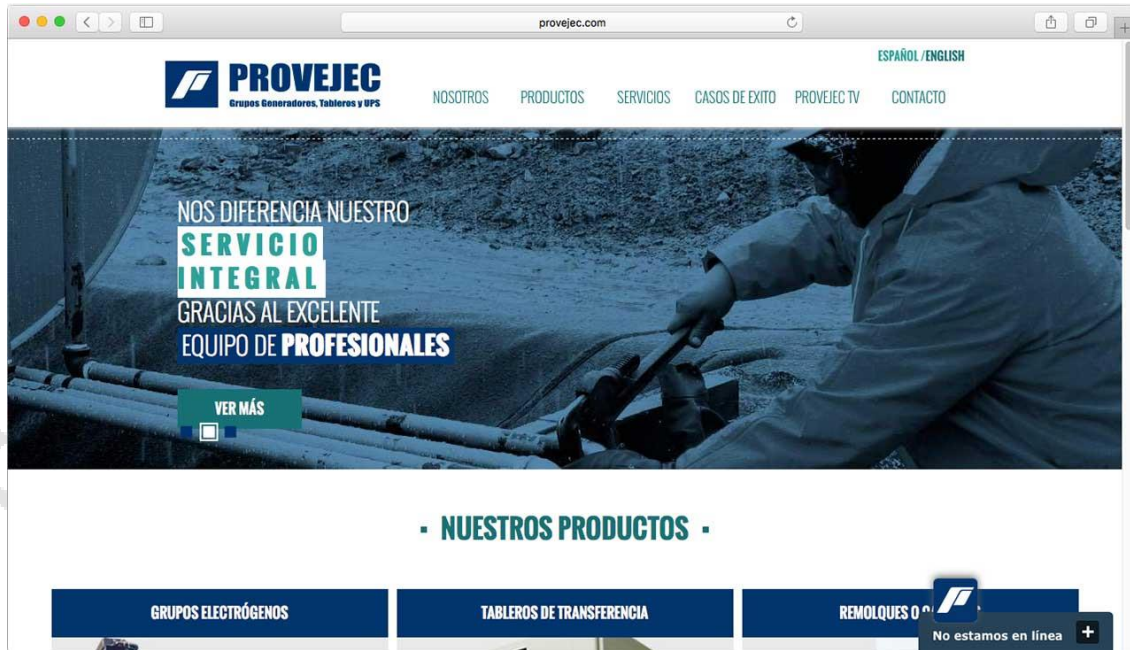 provejec.com
ESPAÑOL /ENGLISH
PROVEJEC
Grupos Generadores, Tableros y UPS
NOSOTROS PRODUCTOS SERVICIOS CASOS DE EXITO PROVEJEC TV CONTACTO
NOS DIFERENCIA NUESTRO
SERVICIO
INTEGRAL
GRACIAS AL EXCELENTE
EQUIPO DE PROFESIONALES
VER MÁS
NUESTROS PRODUCTOS
GRUPOS ELECTRÓGENOS TABLEROS DE TRANSFERENCIA REMOLQUES O
No estamos en línea